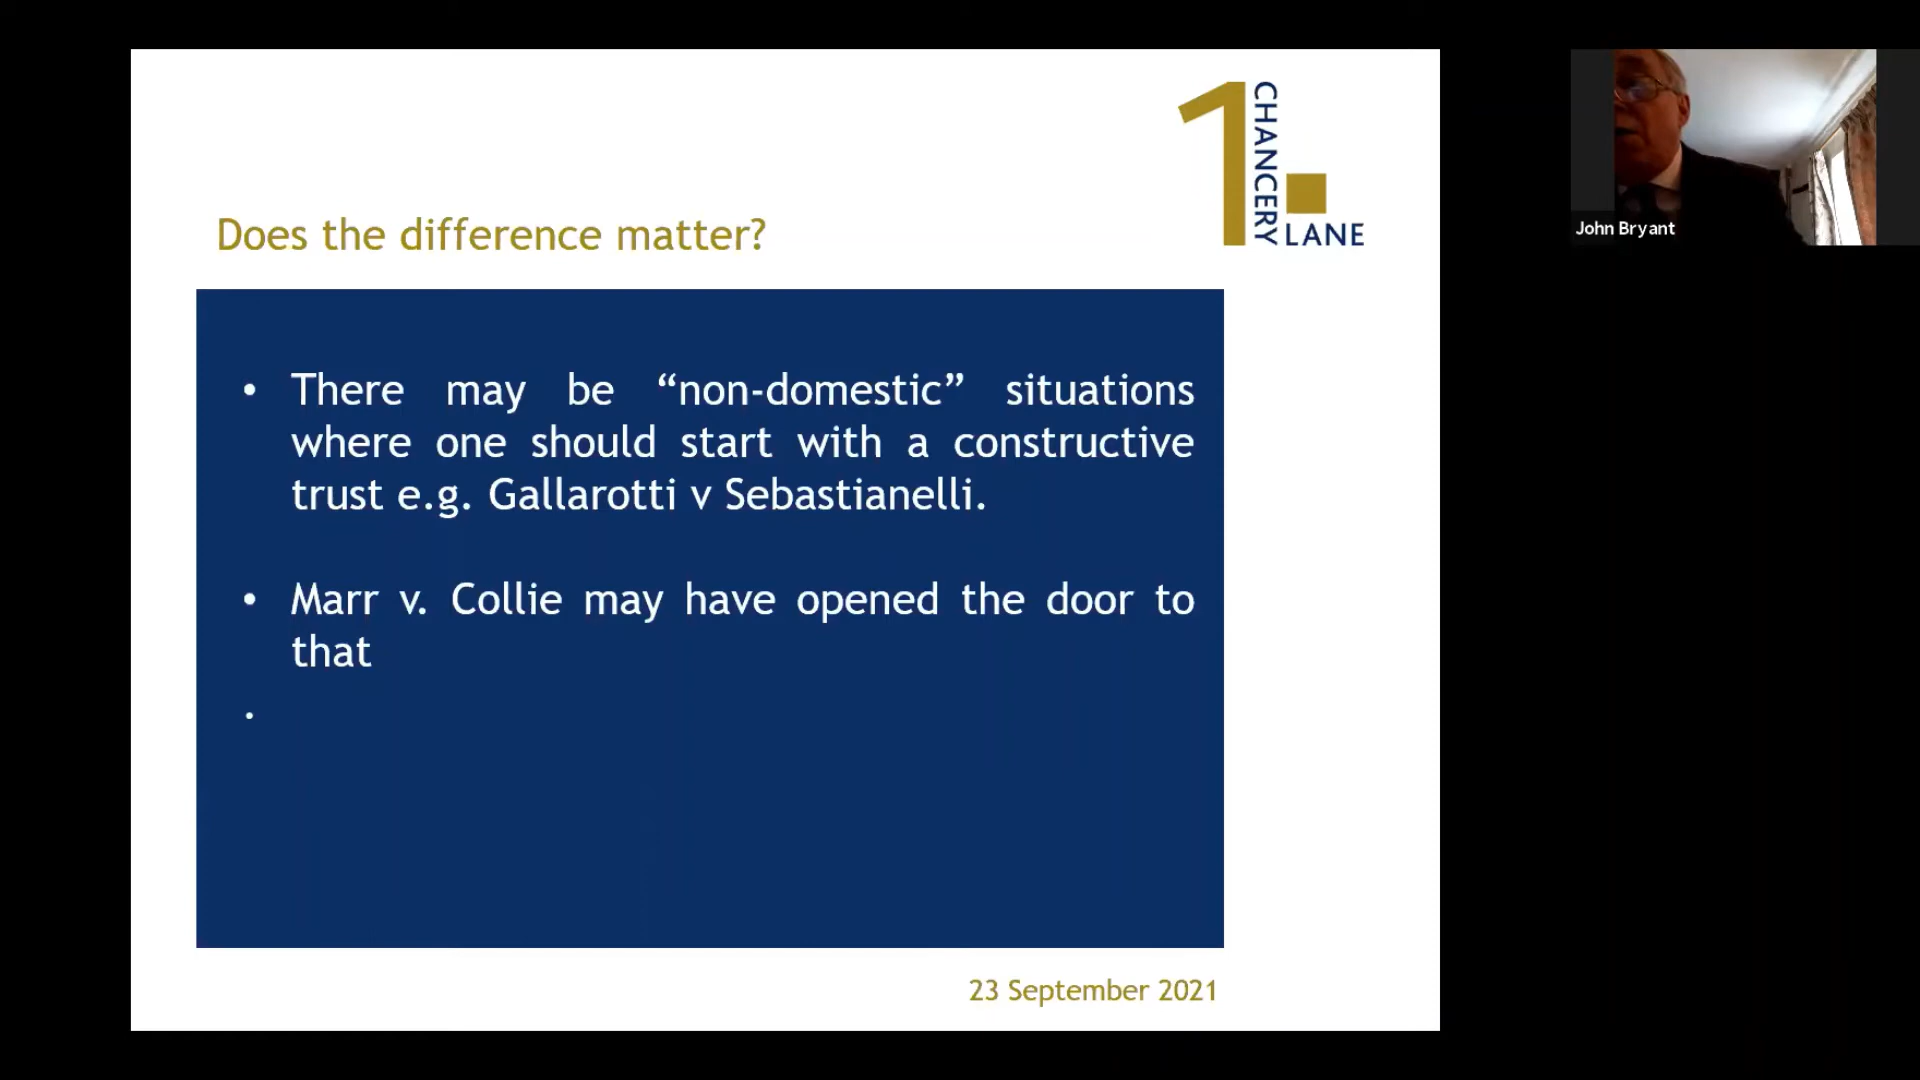 1 CHANCERY LANE
Does the difference matter?
• There may be “non-domestic” situations
where one should start with a constructive
trust e.g. Gallarotti v Sebastianelli.
• Marr v. Collie may have opened the door to
that
.
23 September 2021
John Bryant